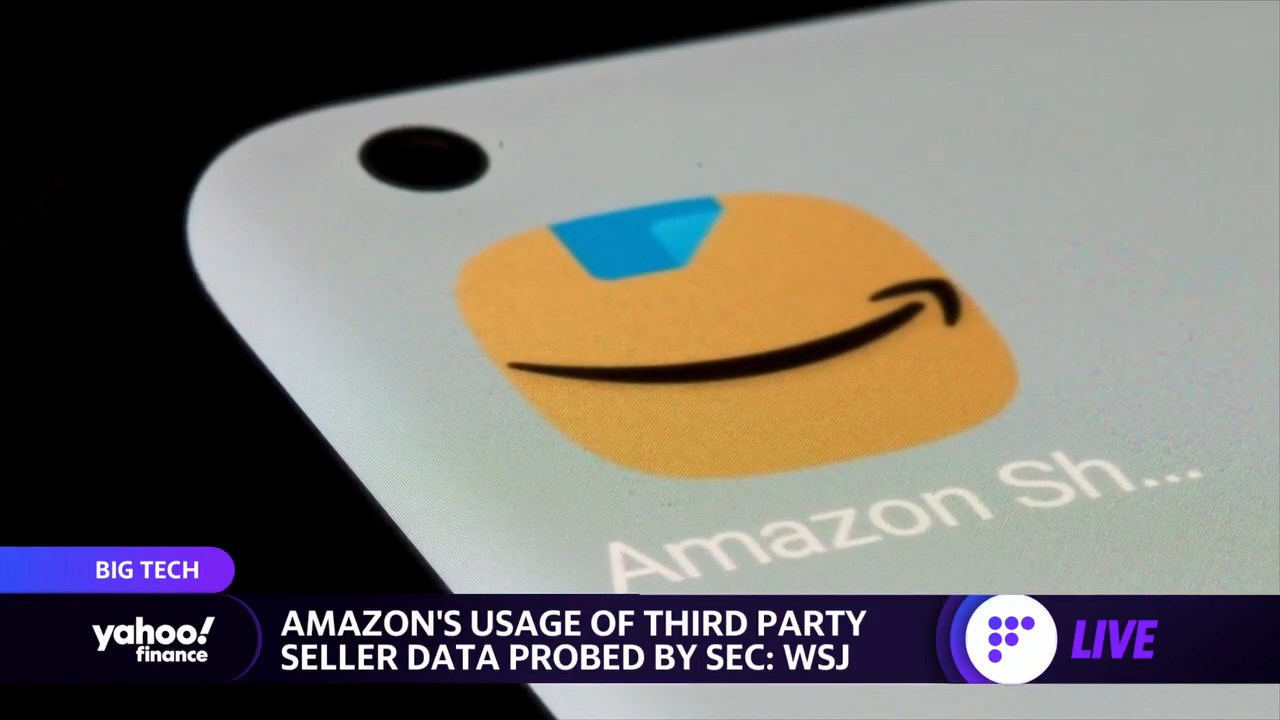 Amazon Sh...
BIG TECH
yahoo!
finance
AMAZON'S USAGE OF THIRD PARTY
SELLER DATA PROBED BY SEC: WSJ
LIVE